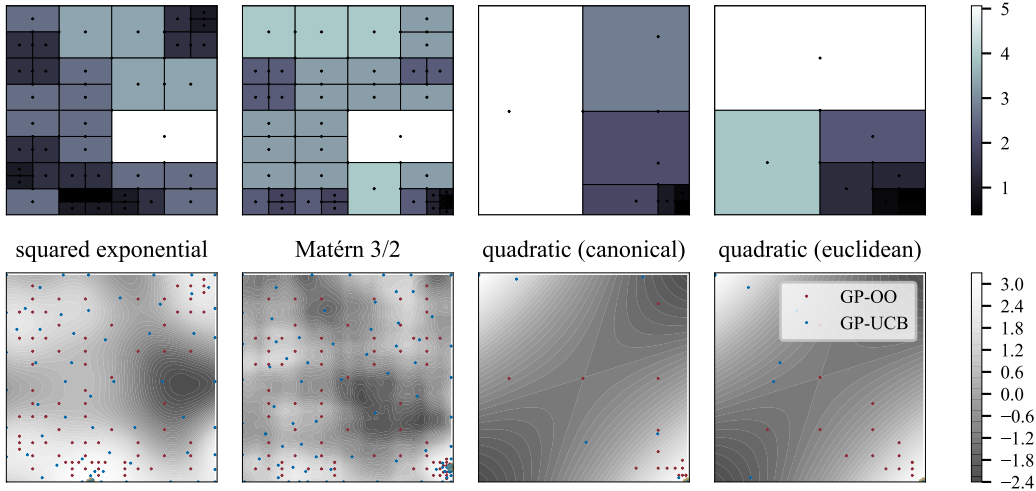 5
4
3
2
1
squared exponential
Matérn 3/2
quadratic (canonical)
quadratic (euclidean)
GP-OO
GP-UCB
3.0
2.4
1.8
1.2
0.6
0.0
−0.6
−1.2
−1.8
−2.4